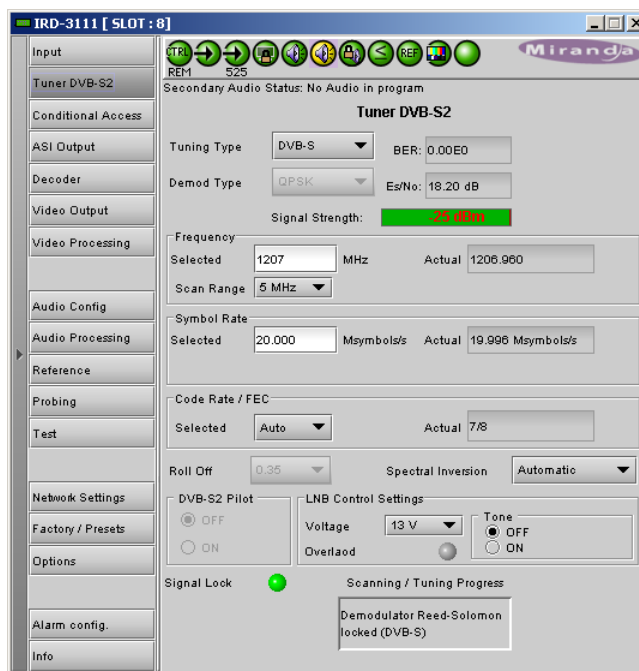 IRD-3111 [ SLOT : 8]
Input
Tuner DVB-S2
Conditional Access
ASI Output
Decoder
Video Output
Video Processing
Audio Config
Audio Processing
Reference
Probing
Test
Network Settings
Factory / Presets
Options
Alarm config.
Info
CTRL REF Miranda
REM 525
Secondary Audio Status: No Audio in program
Tuner DVB-S2
Tuning Type DVB-S BER: 0.00E0
Demod Type QPSK Es/No: 18.20 dB
Signal Strength: -25 dBm
Frequency
Selected 1207 MHz Actual 1206.960
Scan Range 5 MHz
Symbol Rate
Selected 20.000 Msymbols/s Actual 19.996 Msymbols/s
Code Rate / FEC
Selected Auto Actual 7/8
Roll Off 0.35 Spectral Inversion Automatic
DVB-S2 Pilot LNB Control Settings
OFF
ON
Voltage 13 V
Overlaod
Tone
OFF
ON
Signal Lock Scanning / Tuning Progress
Demodulator Reed-Solomon
locked (DVB-S)